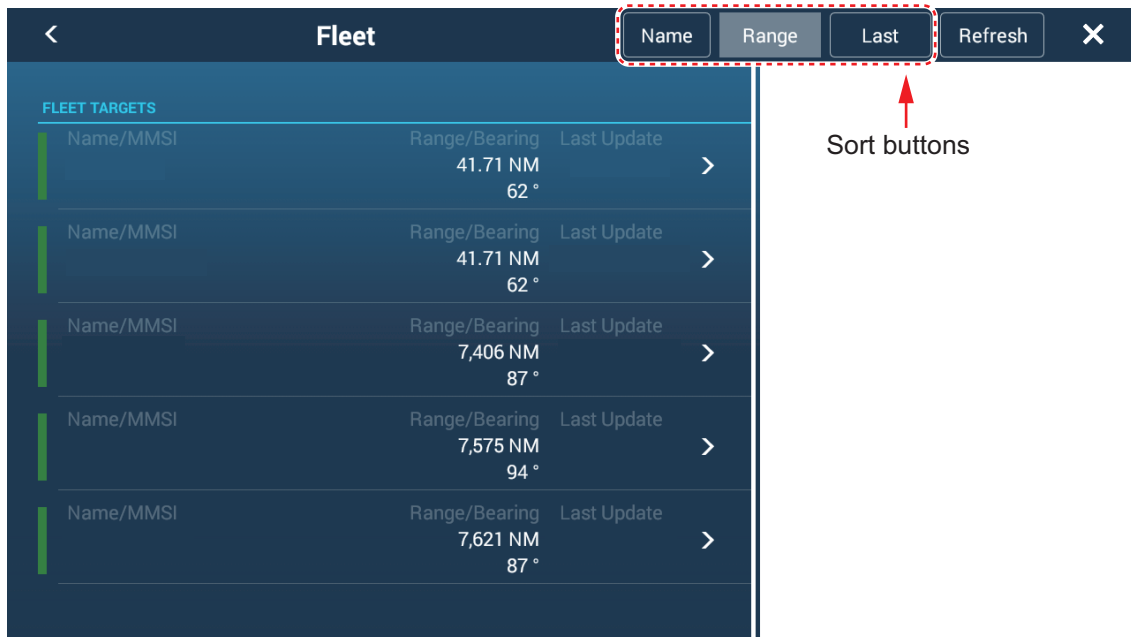 Fleet Name Range Last Refresh
Sort buttons
FLEET TARGETS
Name/MMSI Range/Bearing Last Update
41.71 NM
62 °
Name/MMSI Range/Bearing Last Update
41.71 NM
62 °
Name/MMSI Range/Bearing Last Update
7,406 NM
87 °
Name/MMSI Range/Bearing Last Update
7,575 NM
94 °
Name/MMSI Range/Bearing Last Update
7,621 NM
87 °